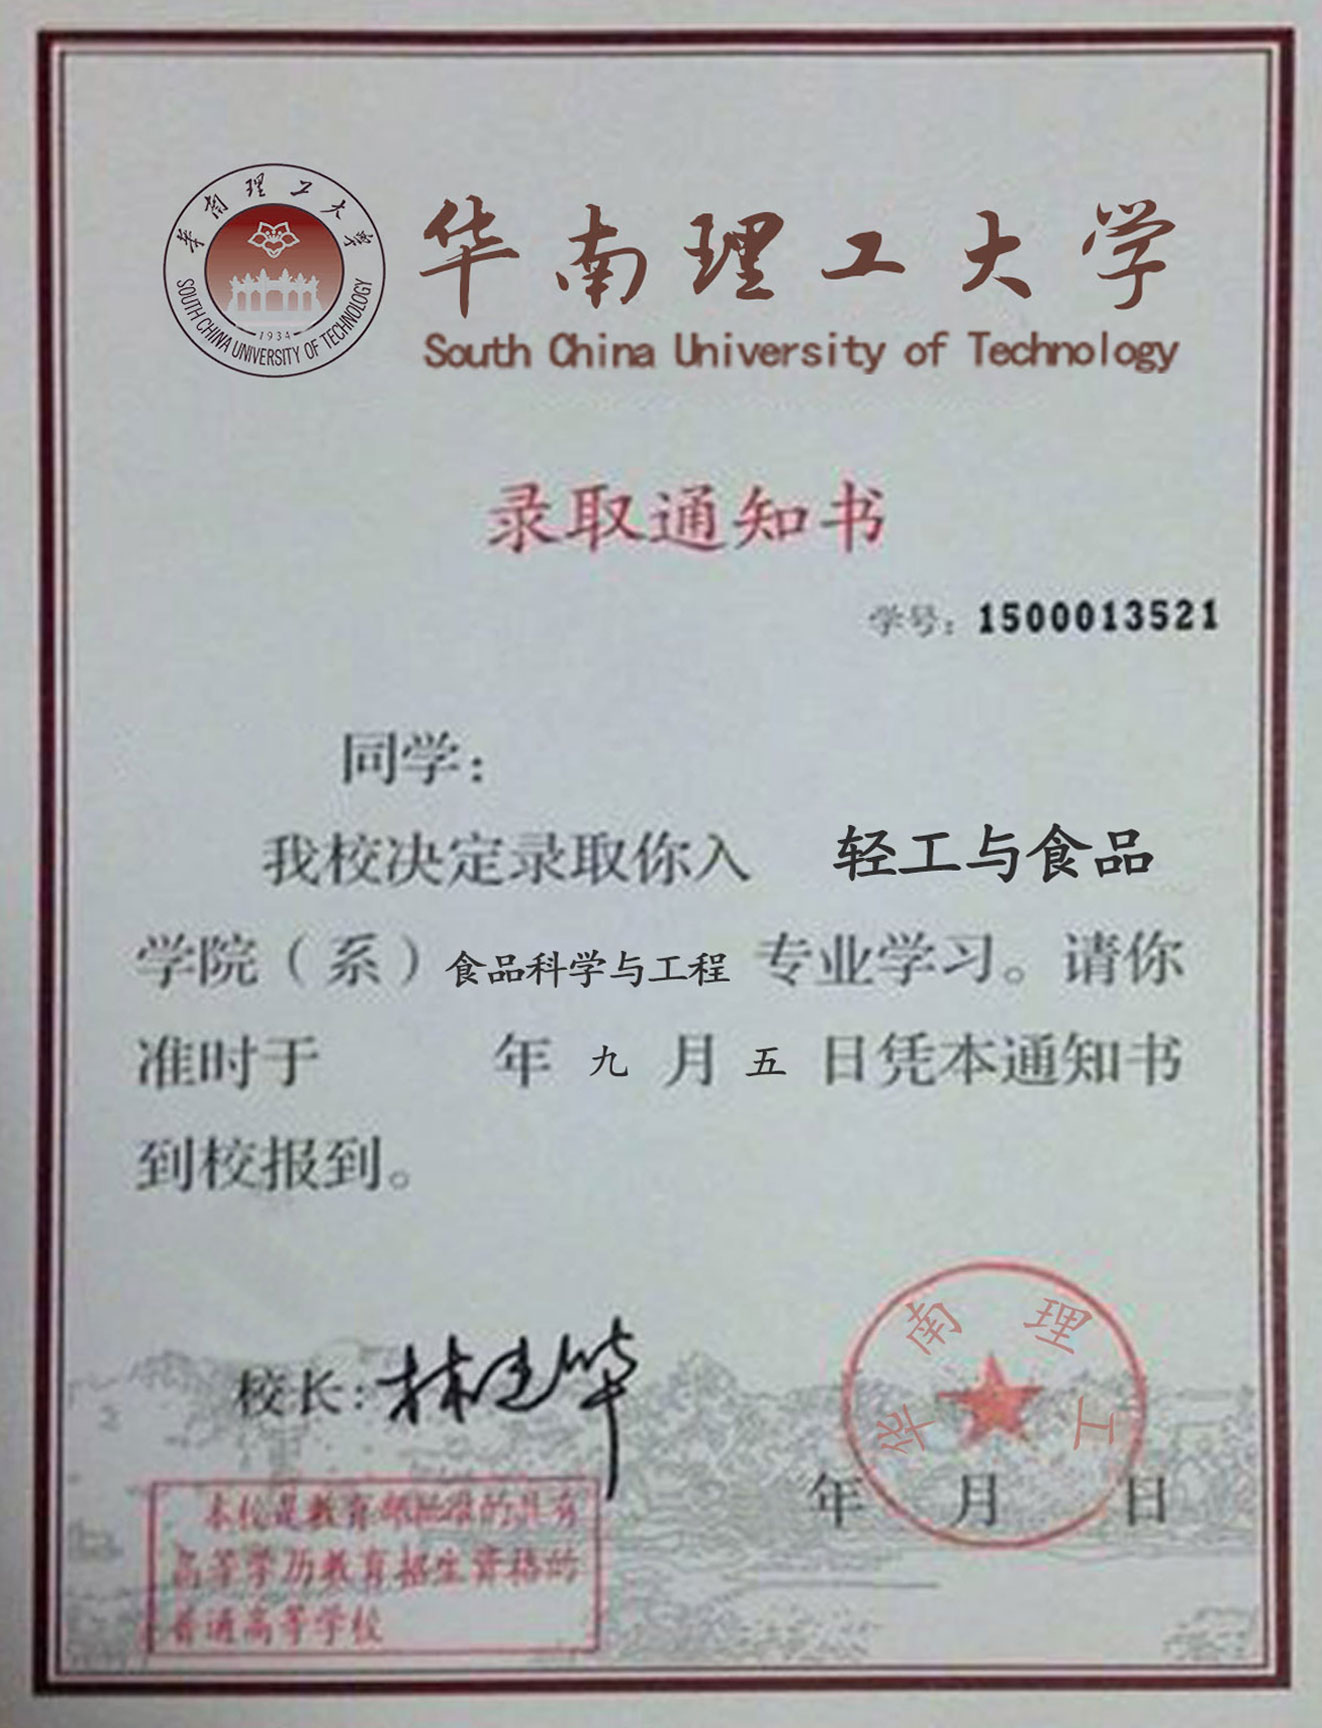 华南理工大学
SOUTH CHINA UNIVERSITY OF TECHNOLOGY
1934
华南理工大学
South China University of Technology
录取通知书
学号：1500013521
同学：
我校决定录取你入 轻工与食品
学院（系）食品科学与工程 专业学习。请你
准时于 年 九 月 五 日凭本通知书
到校报到。
华南理工
校长：林建华
年 月 日
本校是教育部批准的具有
高等学历教育招生资格的
普通高等学校